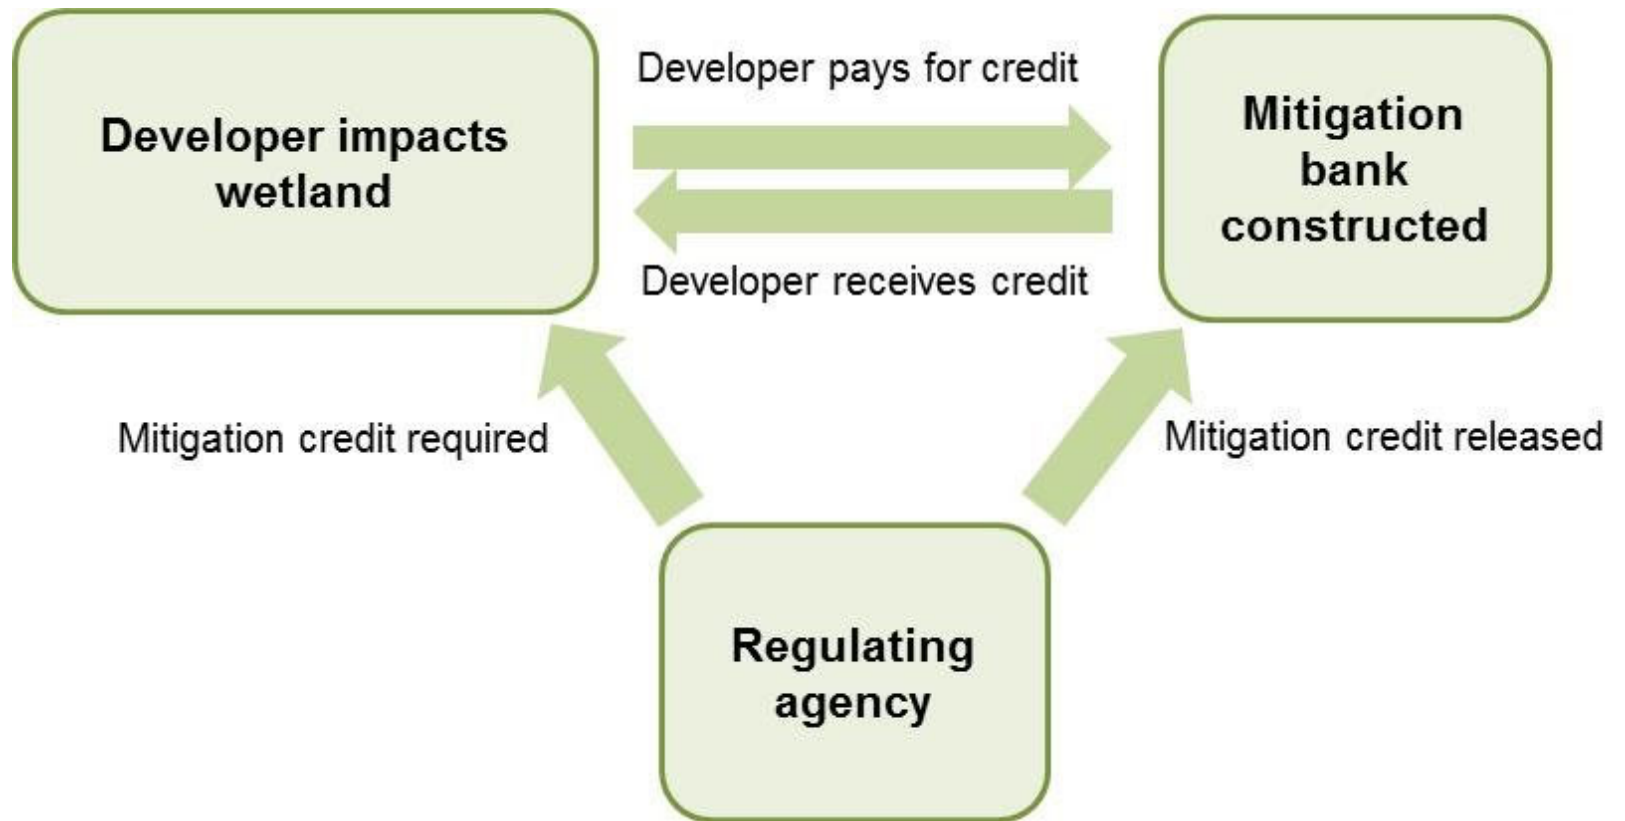 Developer pays for credit
Developer impacts
wetland
Mitigation
bank
constructed
Developer receives credit
Mitigation credit required
Mitigation credit released
Regulating
agency